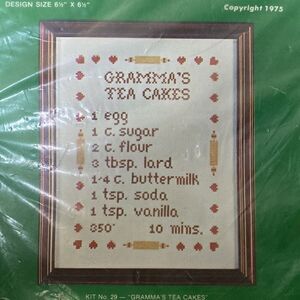 DESIGN SIZE 6½" X 6½"
Copyright 1975
GRAMMA'S
TEA CAKES
1 egg
1 c. sugar
2 c. flour
3 tbsp. lard
1/4 c. buttermilk
1 tsp. soda
1 tsp. vanilla
350° 10 mins.
KIT No. 29 — "GRAMMA'S TEA CAKES"